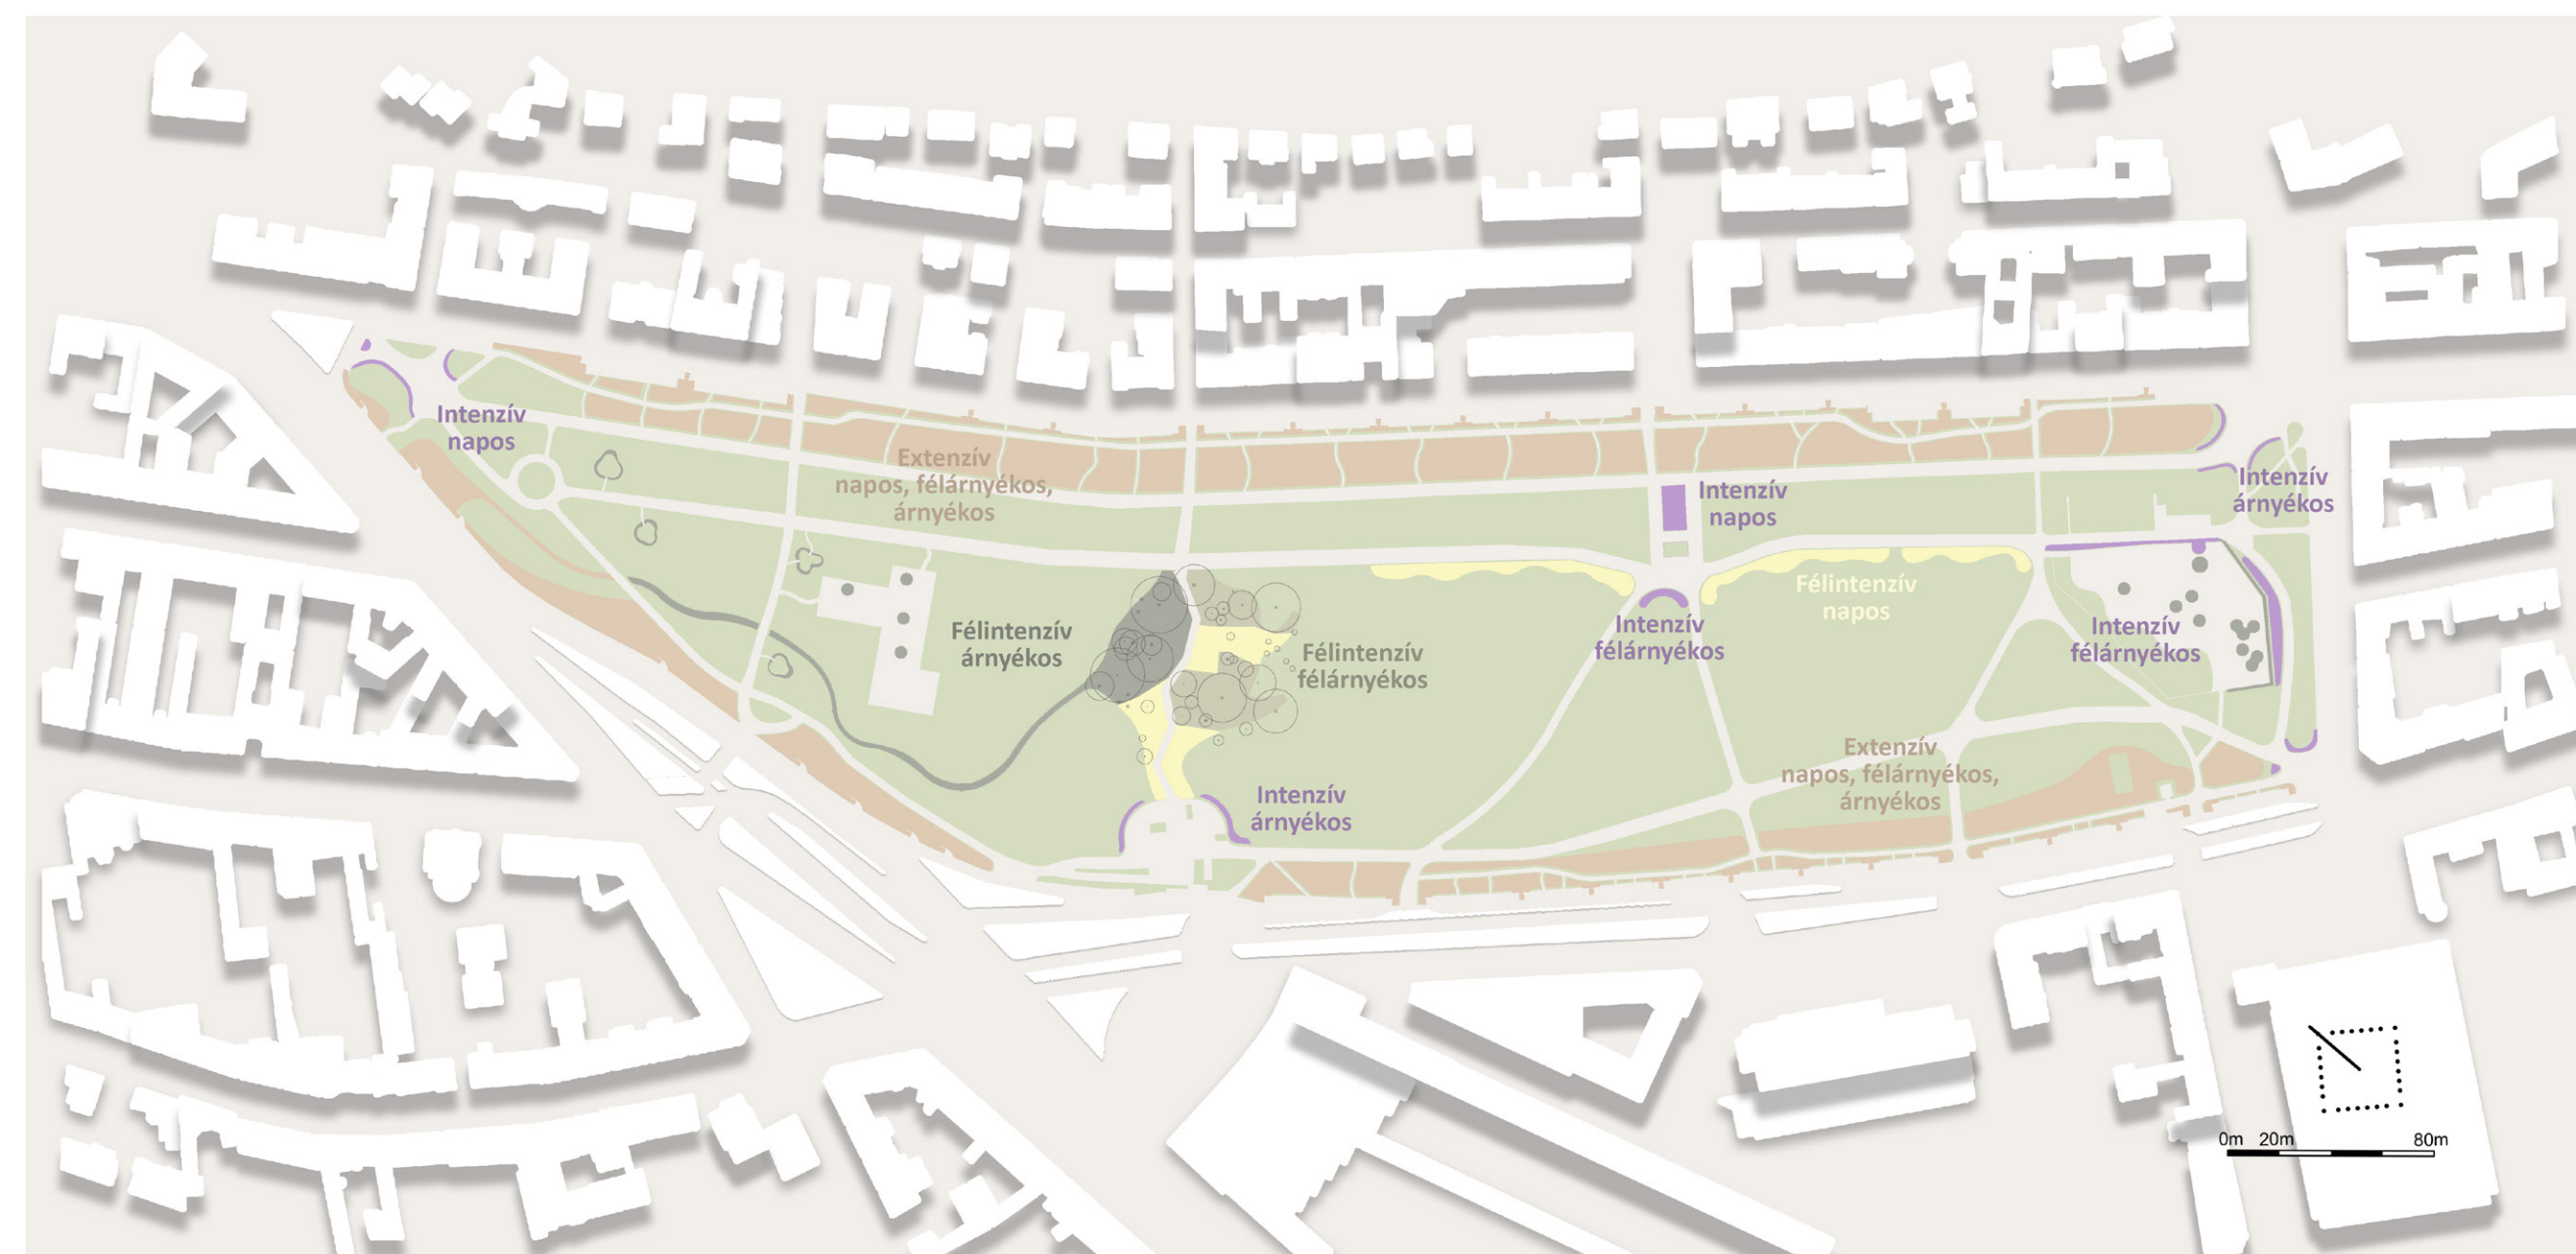 Intenzív
napos
Extenzív
napos, félárnyékos,
árnyékos
Intenzív
napos
Intenzív
árnyékos
Félintenzív
árnyékos
Félintenzív
félárnyékos
Intenzív
félárnyékos
Félintenzív
napos
Intenzív
félárnyékos
Extenzív
napos, félárnyékos,
árnyékos
Intenzív
árnyékos
0m 20m 80m